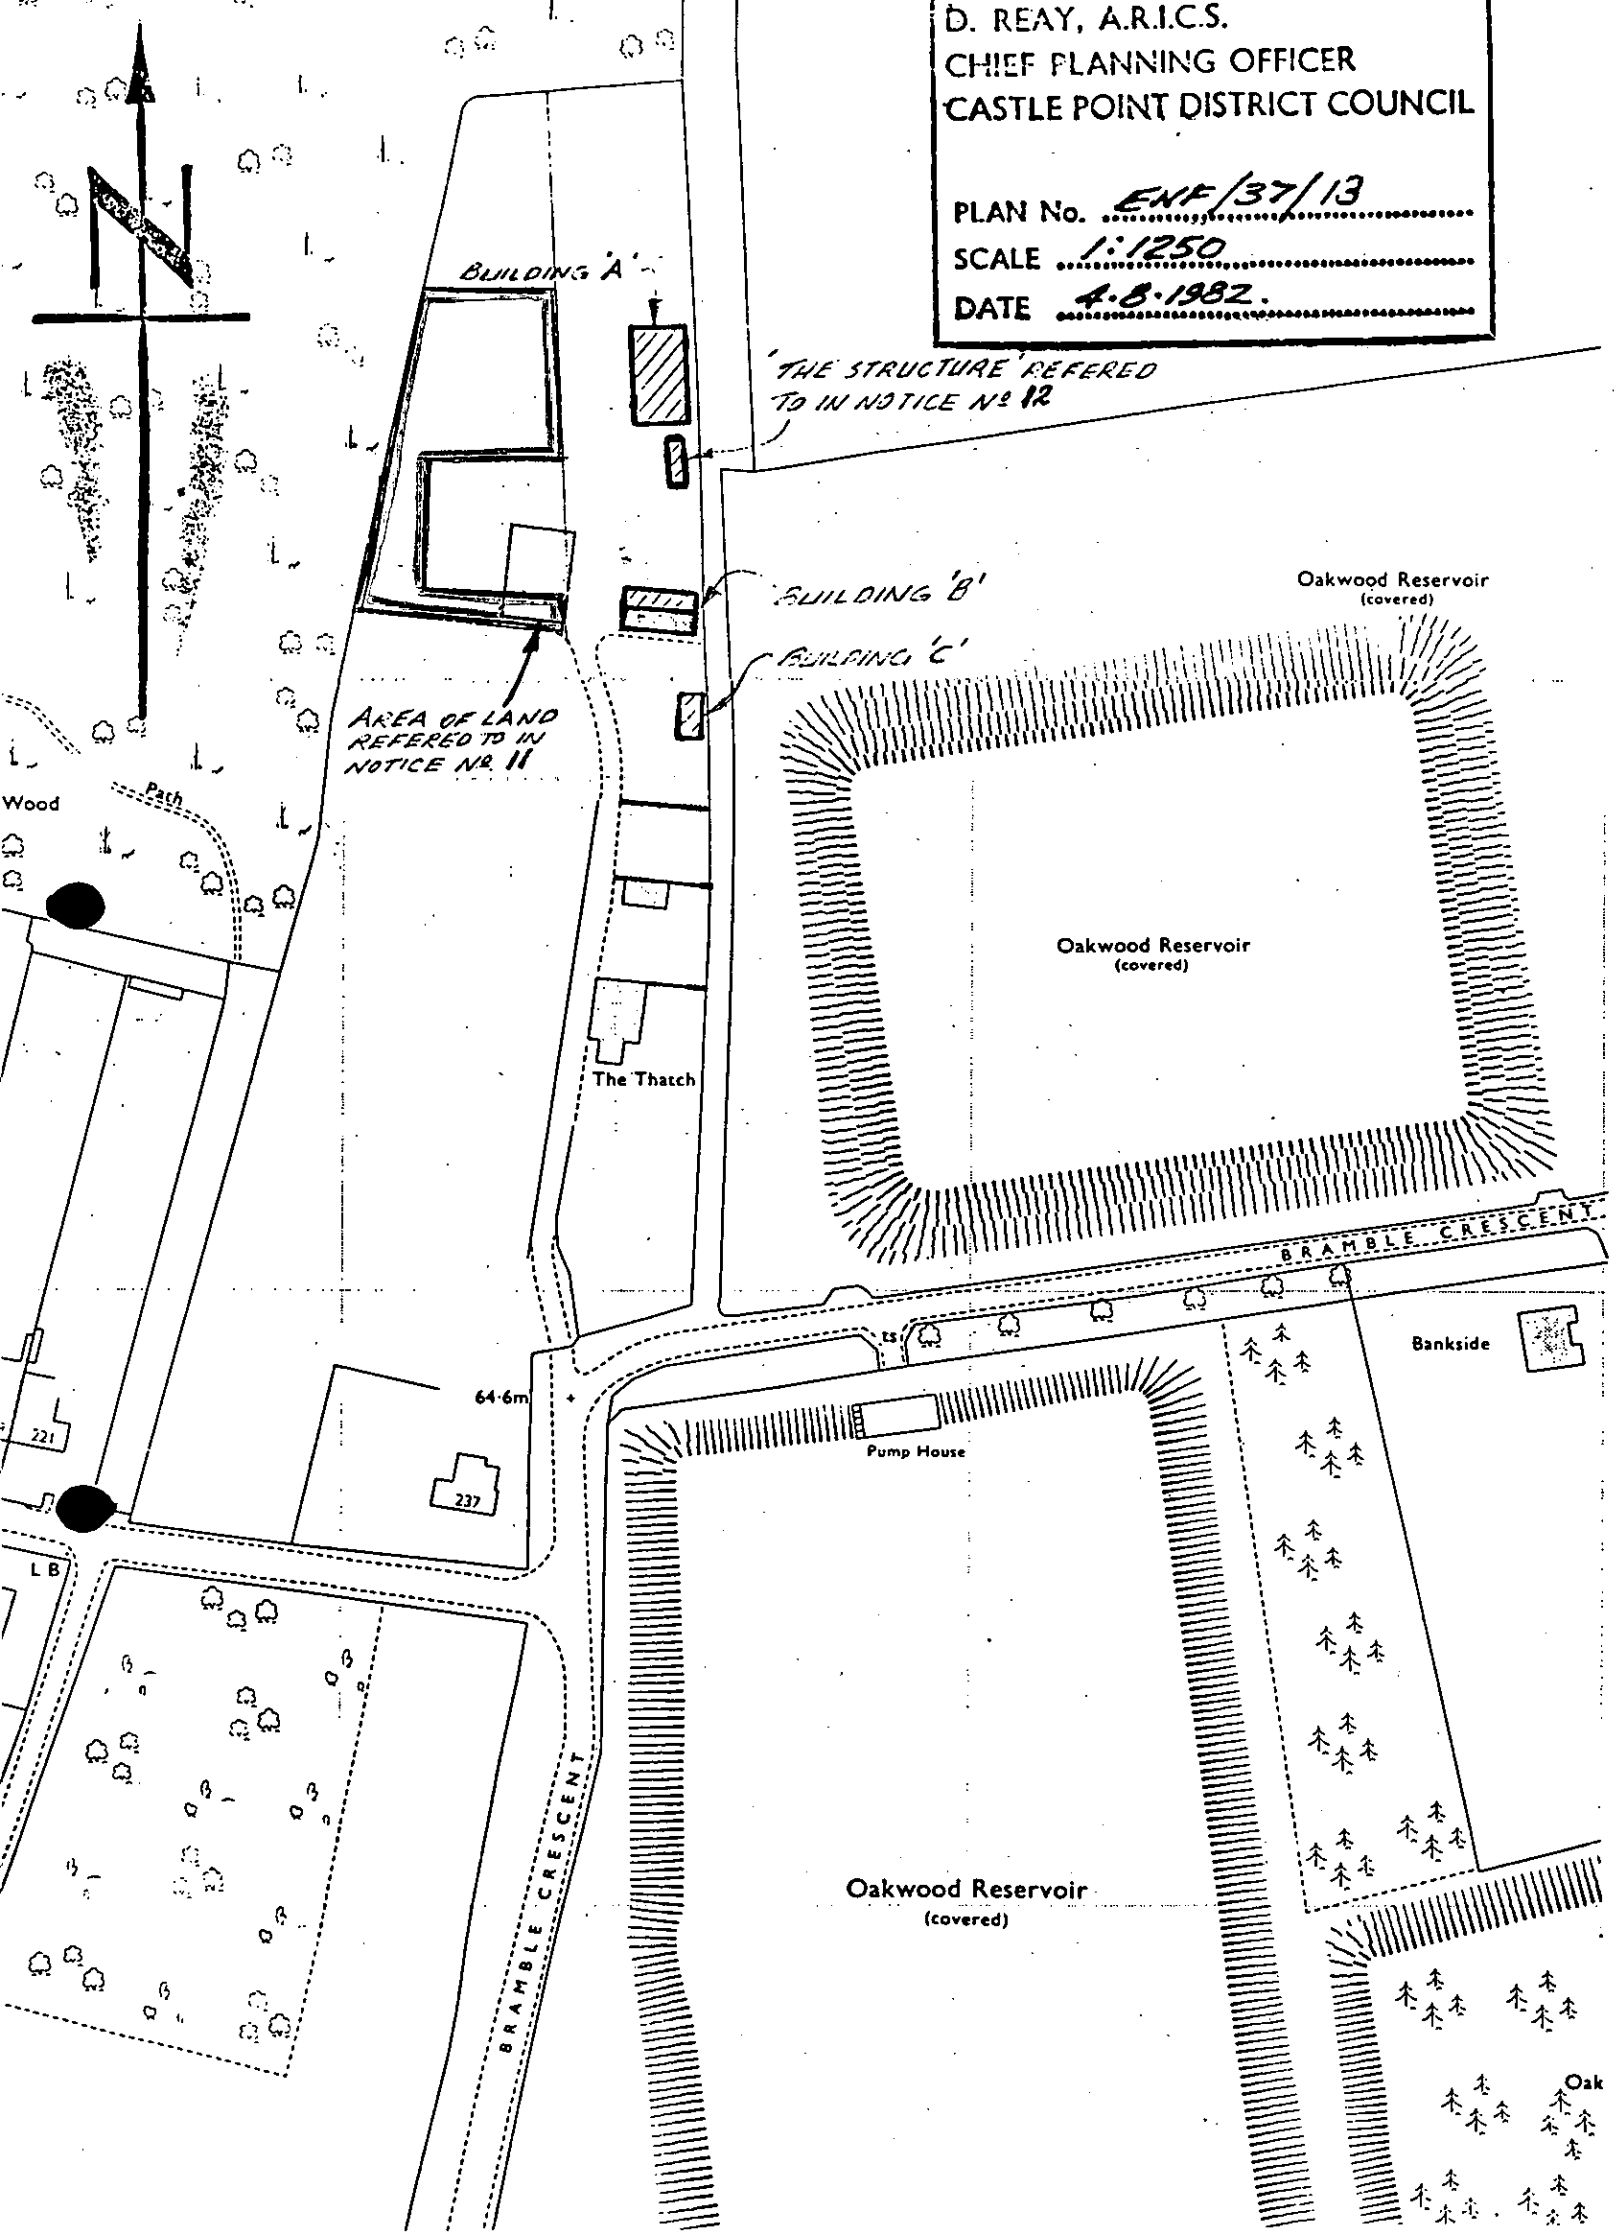 D. REAY, A.R.I.C.S.
CHIEF PLANNING OFFICER
CASTLE POINT DISTRICT COUNCIL
PLAN No. ENF/37/13
SCALE 1:1250
DATE 4.8.1982.
N
BUILDING 'A'
'THE STRUCTURE' REFERED
TO IN NOTICE Nº 12
BUILDING 'B'
BUILDING 'C'
AREA OF LAND
REFERED TO IN
NOTICE Nº 11
Oakwood Reservoir
(covered)
Wood
Path
Oakwood Reservoir
(covered)
The Thatch
BRAMBLE CRESCENT
ES
Bankside
64·6m
Pump House
221
237
L B
BRAMBLE CRESCENT
Oakwood Reservoir
(covered)
Oak